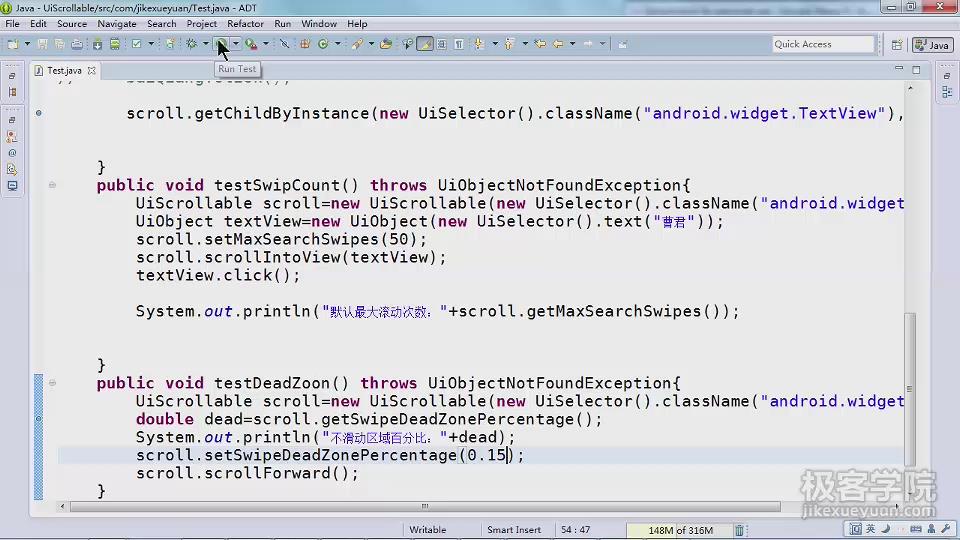 Java - UiScrollable/src/com/jikexueyuan/Test.java - ADT
File Edit Source Navigate Search Project Refactor Run Window Help
Quick Access
Java
Test.java
Run Test
scroll.getChildByInstance(new UiSelector().className("android.widget.TextView"),
}
public void testSwipCount() throws UiObjectNotFoundException{
UiScrollable scroll=new UiScrollable(new UiSelector().className("android.widget
UiObject textView=new UiObject(new UiSelector().text("曹君"));
scroll.setMaxSearchSwipes(50);
scroll.scrollIntoView(textView);
textView.click();
System.out.println("默认最大滚动次数："+scroll.getMaxSearchSwipes());
}
public void testDeadZoon() throws UiObjectNotFoundException{
UiScrollable scroll=new UiScrollable(new UiSelector().className("android.widget
double dead=scroll.getSwipeDeadZonePercentage();
System.out.println("不滑动区域百分比："+dead);
scroll.setSwipeDeadZonePercentage(0.15);
scroll.scrollForward();
}
极客学院
jikexueyuan.com
Writable Smart Insert 54 : 47 148M of 316M
英